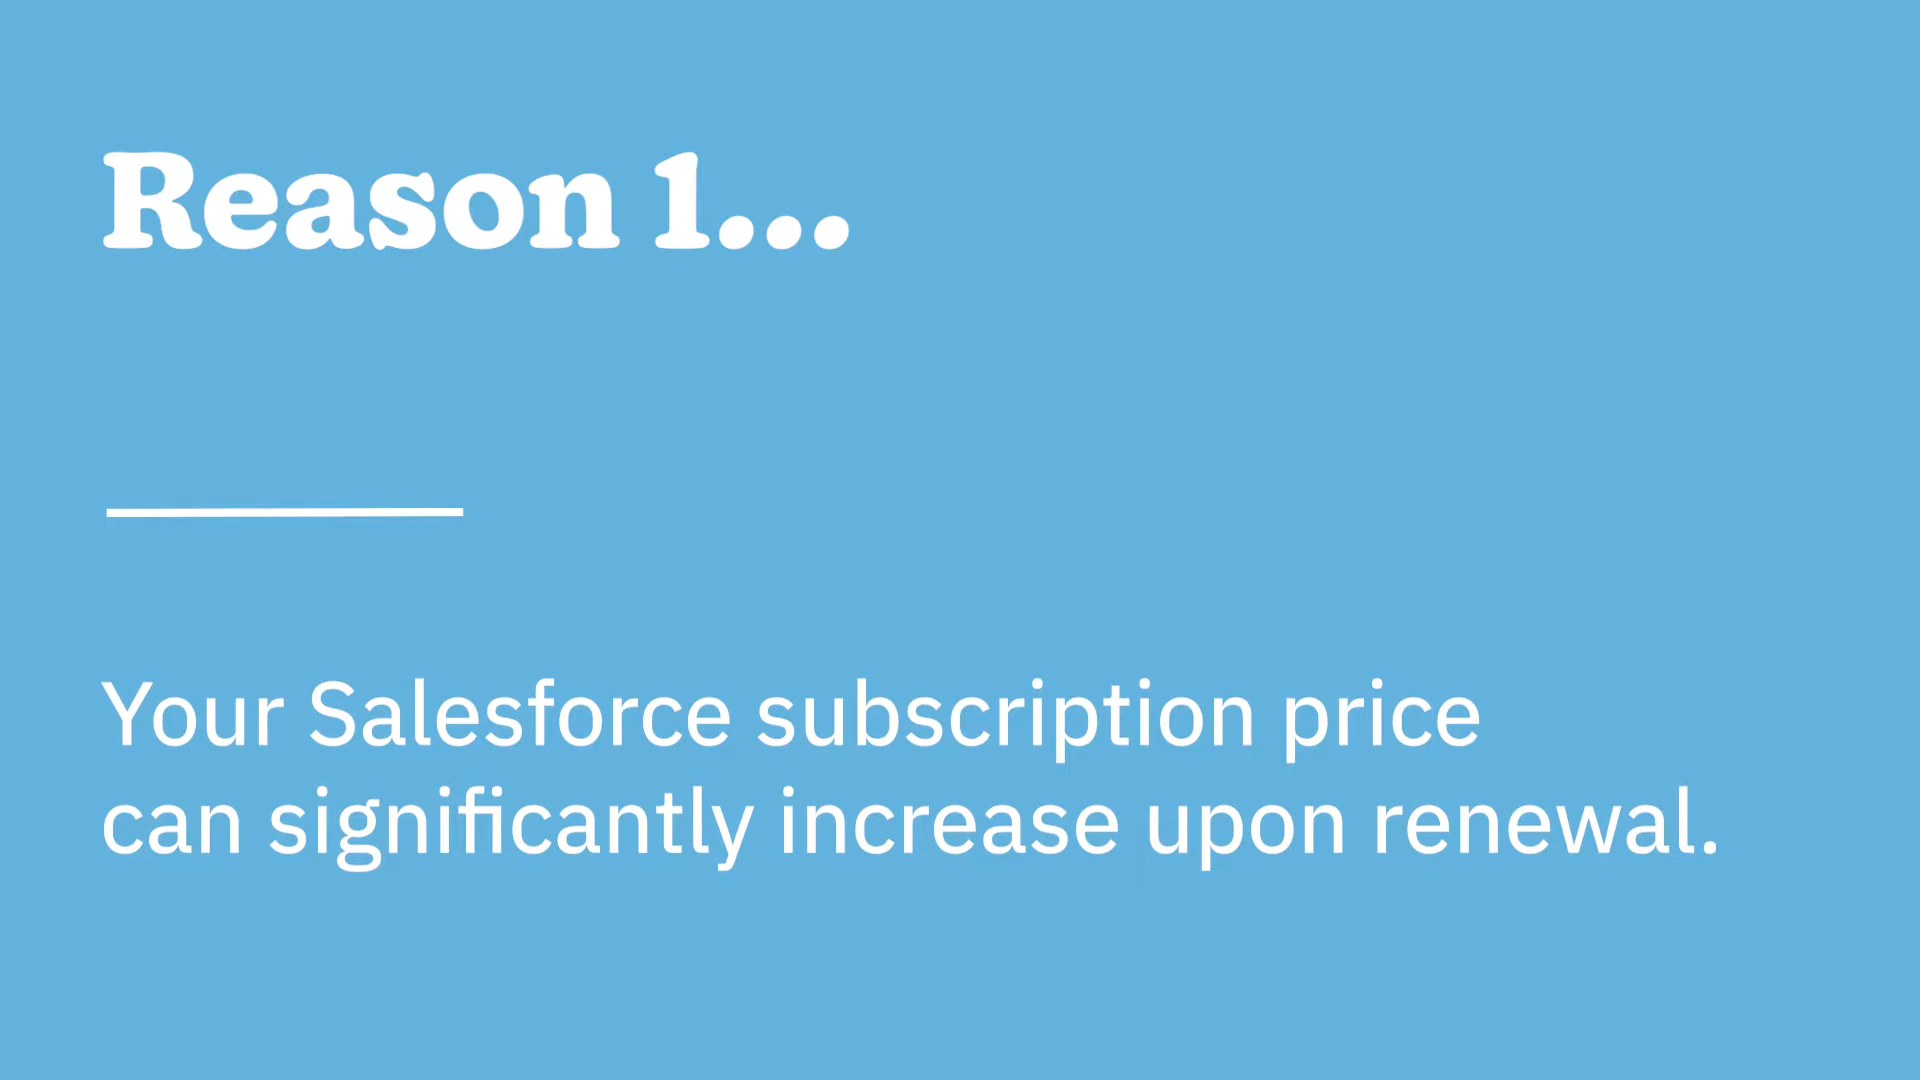 Reason 1...
Your Salesforce subscription price
can significantly increase upon renewal.